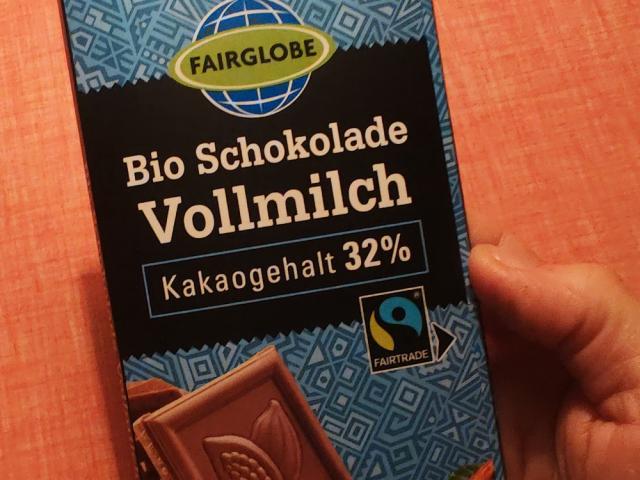 FAIRGLOBE
Bio Schokolade
Vollmilch
Kakaogehalt 32%
FAIRTRADE